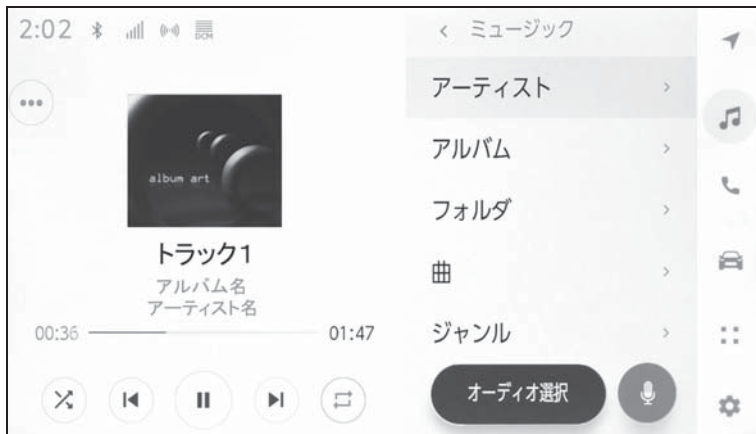 2:02
DCM
album art
トラック1
アルバム名
アーティスト名
00:36
01:47
ミュージック
アーティスト
アルバム
フォルダ
曲
ジャンル
オーディオ選択